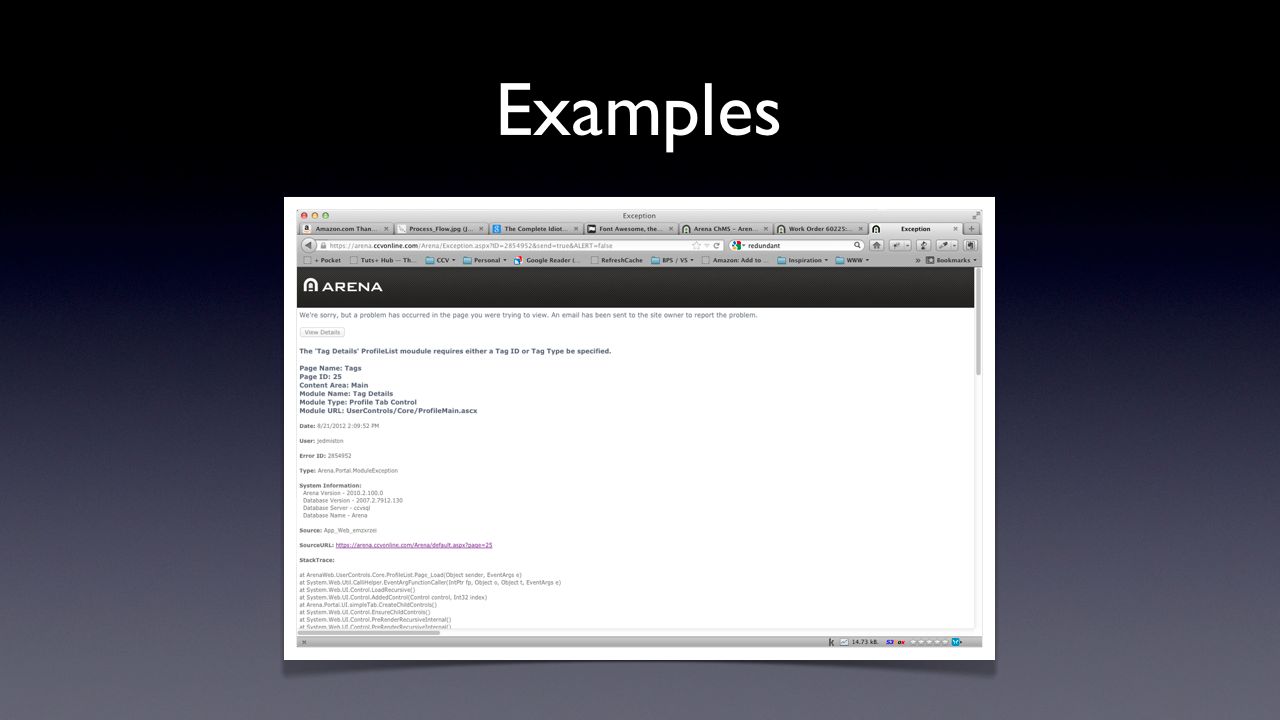 Examples
Exception
Amazon.com Than...
Process_Flow.jpg (J...
The Complete Idiot...
Font Awesome, the...
Arena ChMS – Aren...
Work Order 60225:...
Exception
https://arena.ccvonline.com/Arena/Exception.aspx?ID=2854952&send=true&ALERT=false
redundant
+ Pocket
Tuts+ Hub — Th...
CCV
Personal
Google Reader (...
RefreshCache
BPS / VS
Amazon: Add to ...
Inspiration
WWW
»
Bookmarks
ARENA
We're sorry, but a problem has occurred in the page you were trying to view. An email has been sent to the site owner to report the problem.
View Details
The 'Tag Details' ProfileList moudule requires either a Tag ID or Tag Type be specified.
Page Name: Tags
Page ID: 25
Content Area: Main
Module Name: Tag Details
Module Type: Profile Tab Control
Module URL: UserControls/Core/ProfileMain.ascx
Date: 8/21/2012 2:09:52 PM
User: jedmiston
Error ID: 2854952
Type: Arena.Portal.ModuleException
System Information:
Arena Version - 2010.2.100.0
Database Version - 2007.2.7912.130
Database Server - ccvsql
Database Name - Arena
Source: App_Web_emzxrzei
SourceURL: https://arena.ccvonline.com/Arena/default.aspx?page=25
StackTrace:
at ArenaWeb.UserControls.Core.ProfileList.Page_Load(Object sender, EventArgs e)
at System.Web.Util.CalliHelper.EventArgFunctionCaller(IntPtr fp, Object o, Object t, EventArgs e)
at System.Web.UI.Control.LoadRecursive()
at System.Web.UI.Control.AddedControl(Control control, Int32 index)
at Arena.Portal.UI.simpleTab.CreateChildControls()
at System.Web.UI.Control.EnsureChildControls()
at System.Web.UI.Control.PreRenderRecursiveInternal()
at System.Web.UI.Control.PreRenderRecursiveInternal()
14.73 kB.